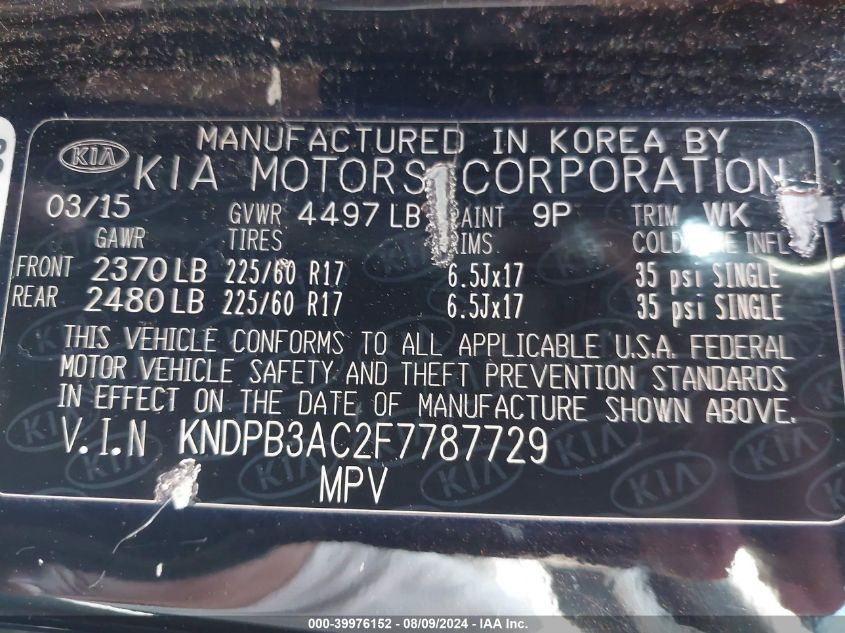 MANUFACTURED IN KOREA BY
KIA KIA MOTORS CORPORATION
03/15 GVWR 4497 LB 9P TRIM WK
GAWR TIRES COLD INFL
FRONT 2370 LB 225/60 R17 6.5Jx17 35 psi SINGLE
REAR 2480 LB 225/60 R17 6.5Jx17 35 psi SINGLE
THIS VEHICLE CONFORMS TO ALL APPLICABLE U.S.A. FEDERAL
MOTOR VEHICLE SAFETY AND THEFT PREVENTION STANDARDS
IN EFFECT ON THE DATE OF MANUFACTURE SHOWN ABOVE.
V.I.N KNDPB3AC2F7787729
MPV
000-39976152 - 08/09/2024 - IAA Inc.